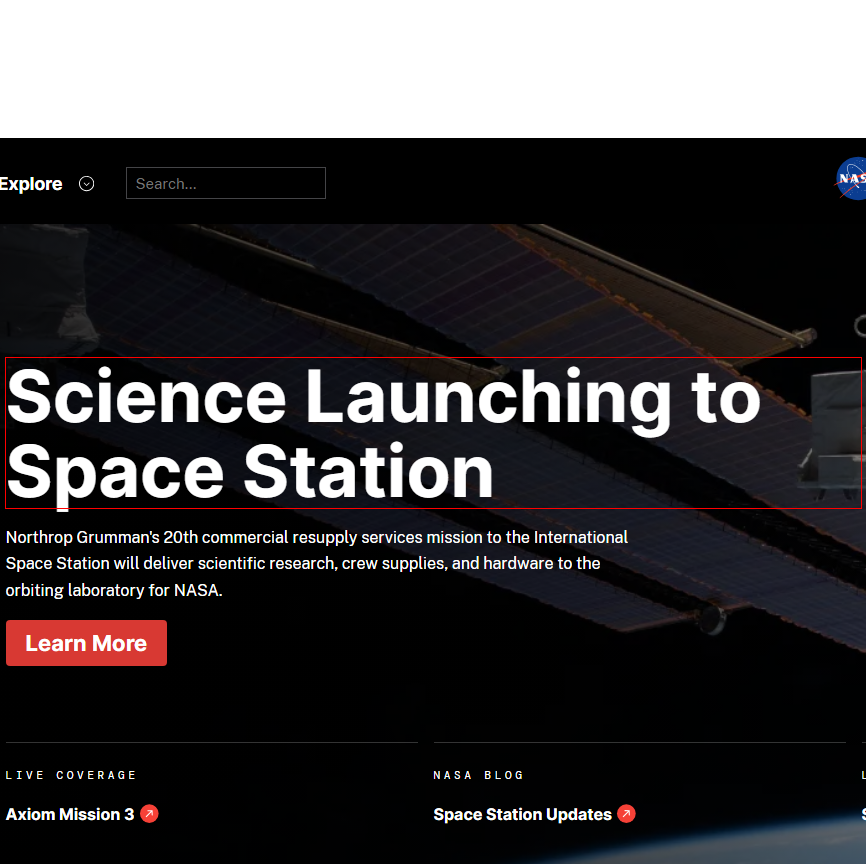 Explore
Search...
NAS
Science Launching to
Space Station
Northrop Grumman's 20th commercial resupply services mission to the International
Space Station will deliver scientific research, crew supplies, and hardware to the
orbiting laboratory for NASA.
Learn More
LIVE COVERAGE
NASA BLOG
Axiom Mission 3
Space Station Updates